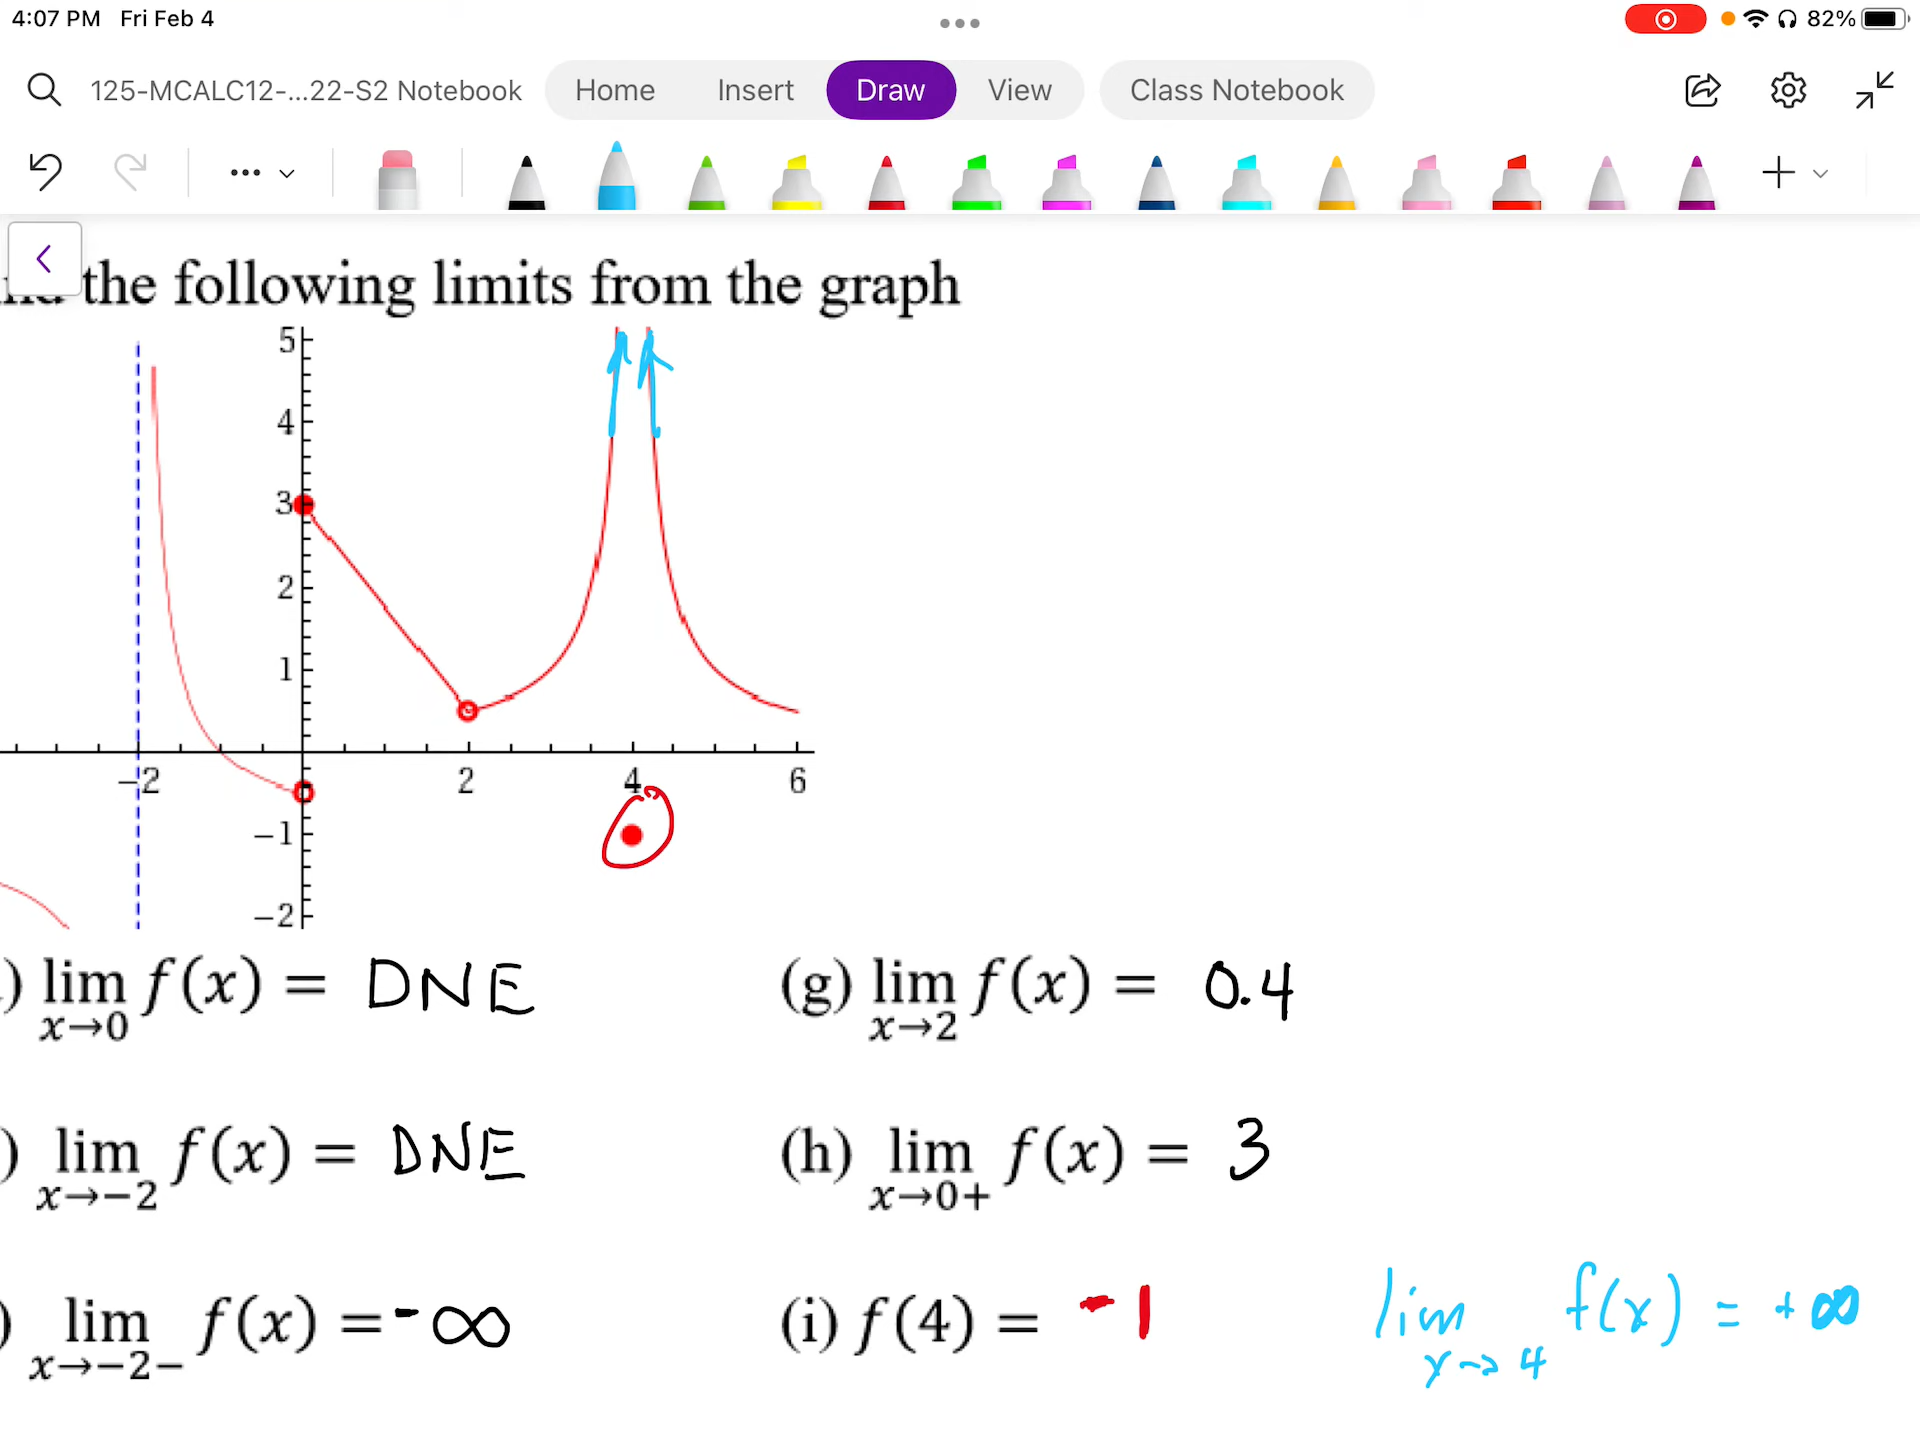 4:07 PM Fri Feb 4
82%
125-MCALC12-...22-S2 Notebook
Home Insert Draw View Class Notebook
the following limits from the graph
5
4
3
2
1
-2 2 4 6
-1
-2
) lim f(x) = DNE
x→0
(g) lim f(x) = 0.4
x→2
) lim f(x) = DNE
x→-2
(h) lim f(x) = 3
x→0+
) lim f(x) = -∞
x→-2-
(i) f(4) = -1
lim f(x) = +∞
x→4